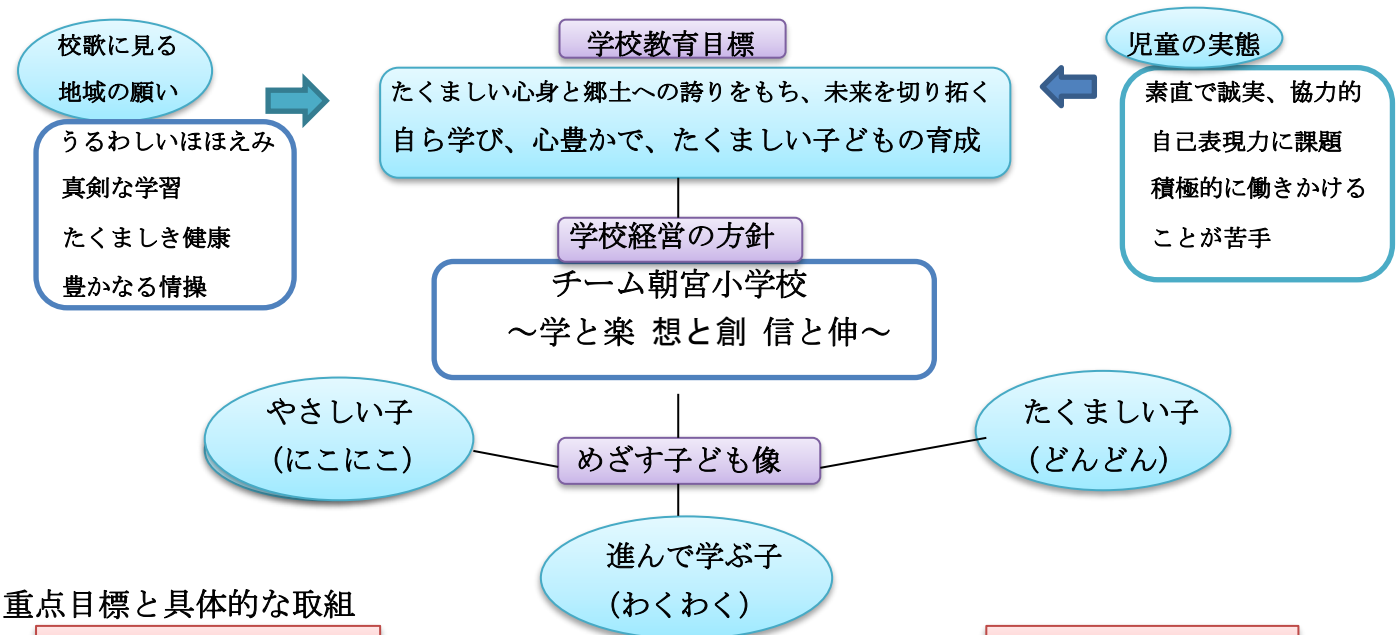 校歌に見る
地域の願い
うるわしいほほえみ
真剣な学習
たくましき健康
豊かなる情操
学校教育目標
たくましい心身と郷土への誇りをもち、未来を切り拓く
自ら学び、心豊かで、たくましい子どもの育成
児童の実態
素直で誠実、協力的
自己表現力に課題
積極的に働きかける
ことが苦手
学校経営の方針
チーム朝宮小学校
～学と楽 想と創 信と伸～
やさしい子
（にこにこ）
めざす子ども像
たくましい子
（どんどん）
進んで学ぶ子
（わくわく）
重点目標と具体的な取組